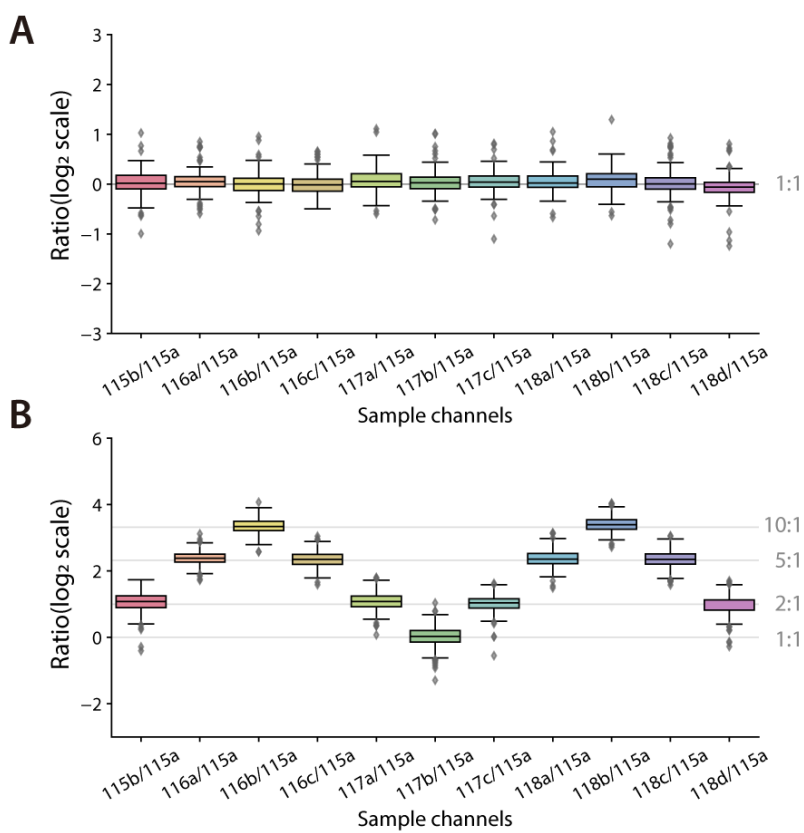 A
3
2
1
0
−1
−2
−3
Ratio(log₂ scale)
1:1
115b/115a
116a/115a
116b/115a
116c/115a
117a/115a
117b/115a
117c/115a
118a/115a
118b/115a
118c/115a
118d/115a
Sample channels
B
6
4
2
0
−2
Ratio(log₂ scale)
10:1
5:1
2:1
1:1
115b/115a
116a/115a
116b/115a
116c/115a
117a/115a
117b/115a
117c/115a
118a/115a
118b/115a
118c/115a
118d/115a
Sample channels